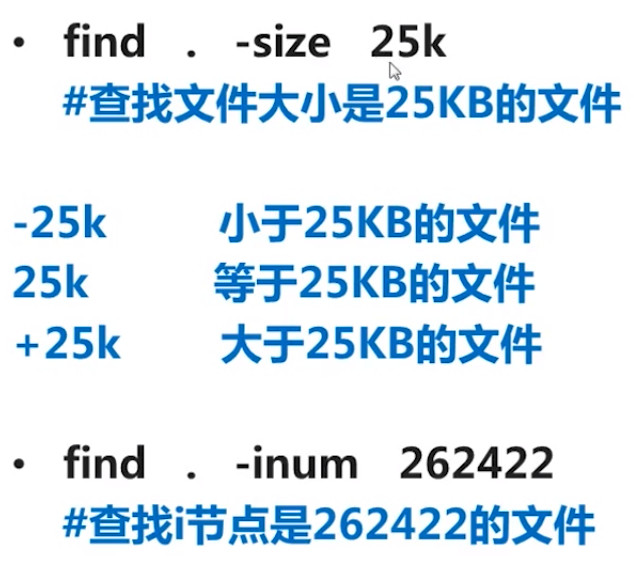 • find . -size 25k
#查找文件大小是25KB的文件
-25k 小于25KB的文件
25k 等于25KB的文件
+25k 大于25KB的文件
• find . -inum 262422
#查找i节点是262422的文件